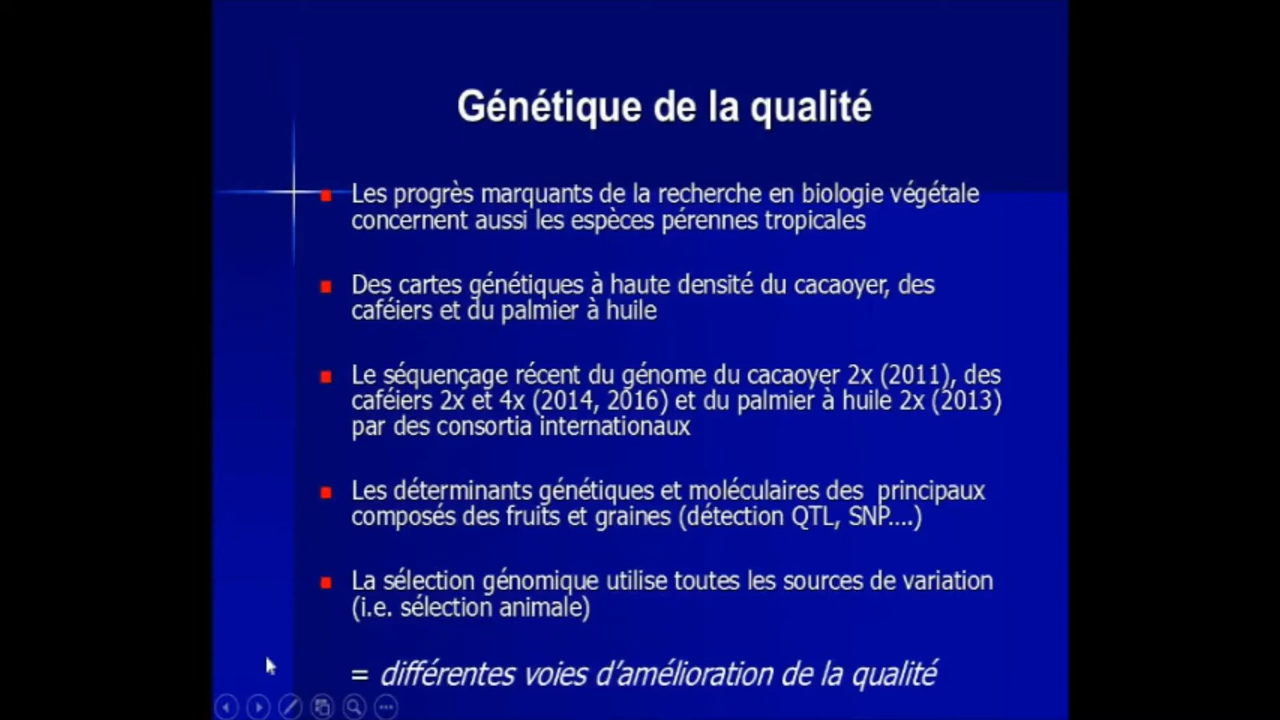 Génétique de la qualité
Les progrès marquants de la recherche en biologie végétale
concernent aussi les espèces pérennes tropicales
Des cartes génétiques à haute densité du cacaoyer, des
caféiers et du palmier à huile
Le séquençage récent du génome du cacaoyer 2x (2011), des
caféiers 2x et 4x (2014, 2016) et du palmier à huile 2x (2013)
par des consortia internationaux
Les déterminants génétiques et moléculaires des  principaux
composés des fruits et graines (détection QTL, SNP....)
La sélection génomique utilise toutes les sources de variation
(i.e. sélection animale)
= différentes voies d'amélioration de la qualité